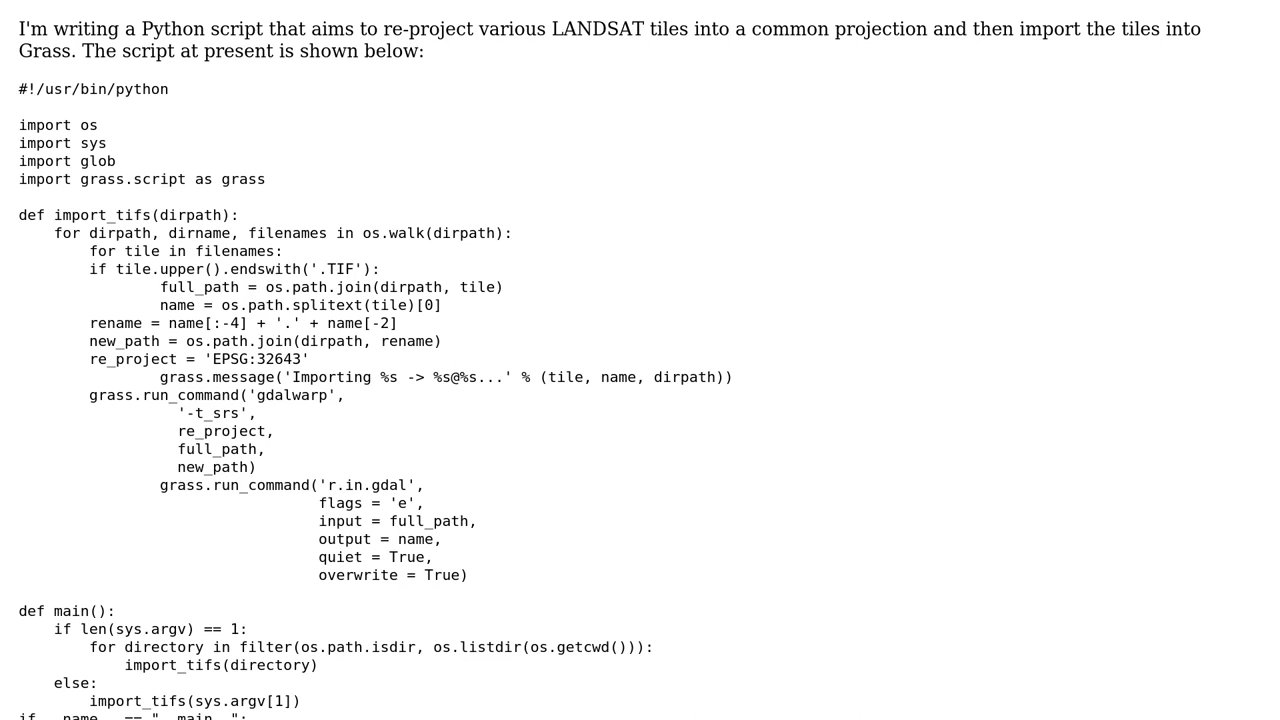 I'm writing a Python script that aims to re-project various LANDSAT tiles into a common projection and then import the tiles into
Grass. The script at present is shown below:

#!/usr/bin/python

import os
import sys
import glob
import grass.script as grass

def import_tifs(dirpath):
    for dirpath, dirname, filenames in os.walk(dirpath):
        for tile in filenames:
        if tile.upper().endswith('.TIF'):
                full_path = os.path.join(dirpath, tile)
                name = os.path.splitext(tile)[0]
        rename = name[:-4] + '.' + name[-2]
        new_path = os.path.join(dirpath, rename)
        re_project = 'EPSG:32643'
                grass.message('Importing %s -> %s@%s...' % (tile, name, dirpath))
        grass.run_command('gdalwarp',
                  '-t_srs',
                  re_project,
                  full_path,
                  new_path)
                grass.run_command('r.in.gdal',
                                  flags = 'e',
                                  input = full_path,
                                  output = name,
                                  quiet = True,
                                  overwrite = True)

def main():
    if len(sys.argv) == 1:
        for directory in filter(os.path.isdir, os.listdir(os.getcwd())):
            import_tifs(directory)
    else:
        import_tifs(sys.argv[1])
if __name__ == "__main__":